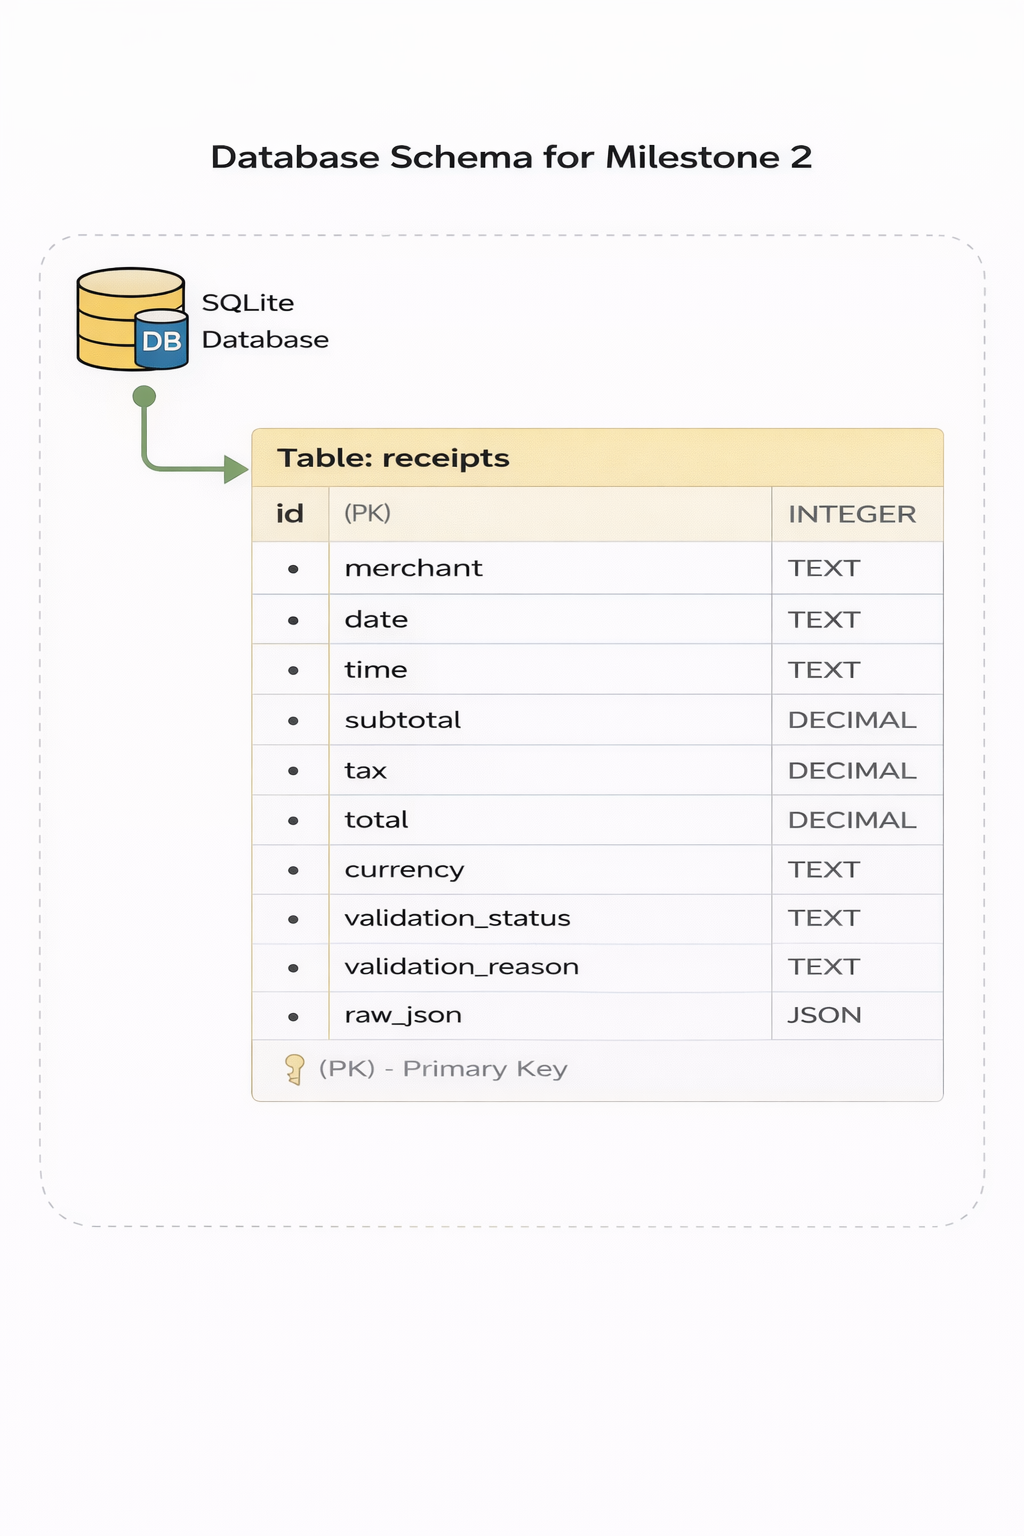 Database Schema for Milestone 2
SQLite
Database
DB
Table: receipts
id (PK) INTEGER
• merchant TEXT
• date TEXT
• time TEXT
• subtotal DECIMAL
• tax DECIMAL
• total DECIMAL
• currency TEXT
• validation_status TEXT
• validation_reason TEXT
• raw_json JSON
(PK) - Primary Key